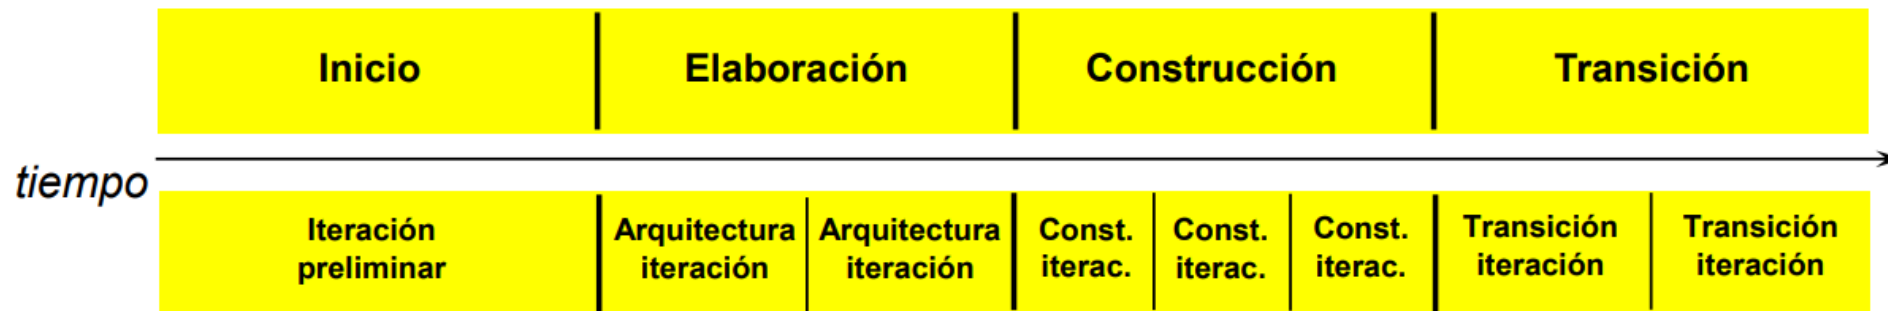 Inicio Elaboración Construcción Transición
tiempo
Iteración Arquitectura Arquitectura Const. Const. Const. Transición Transición
preliminar iteración iteración iterac. iterac. iterac. iteración iteración